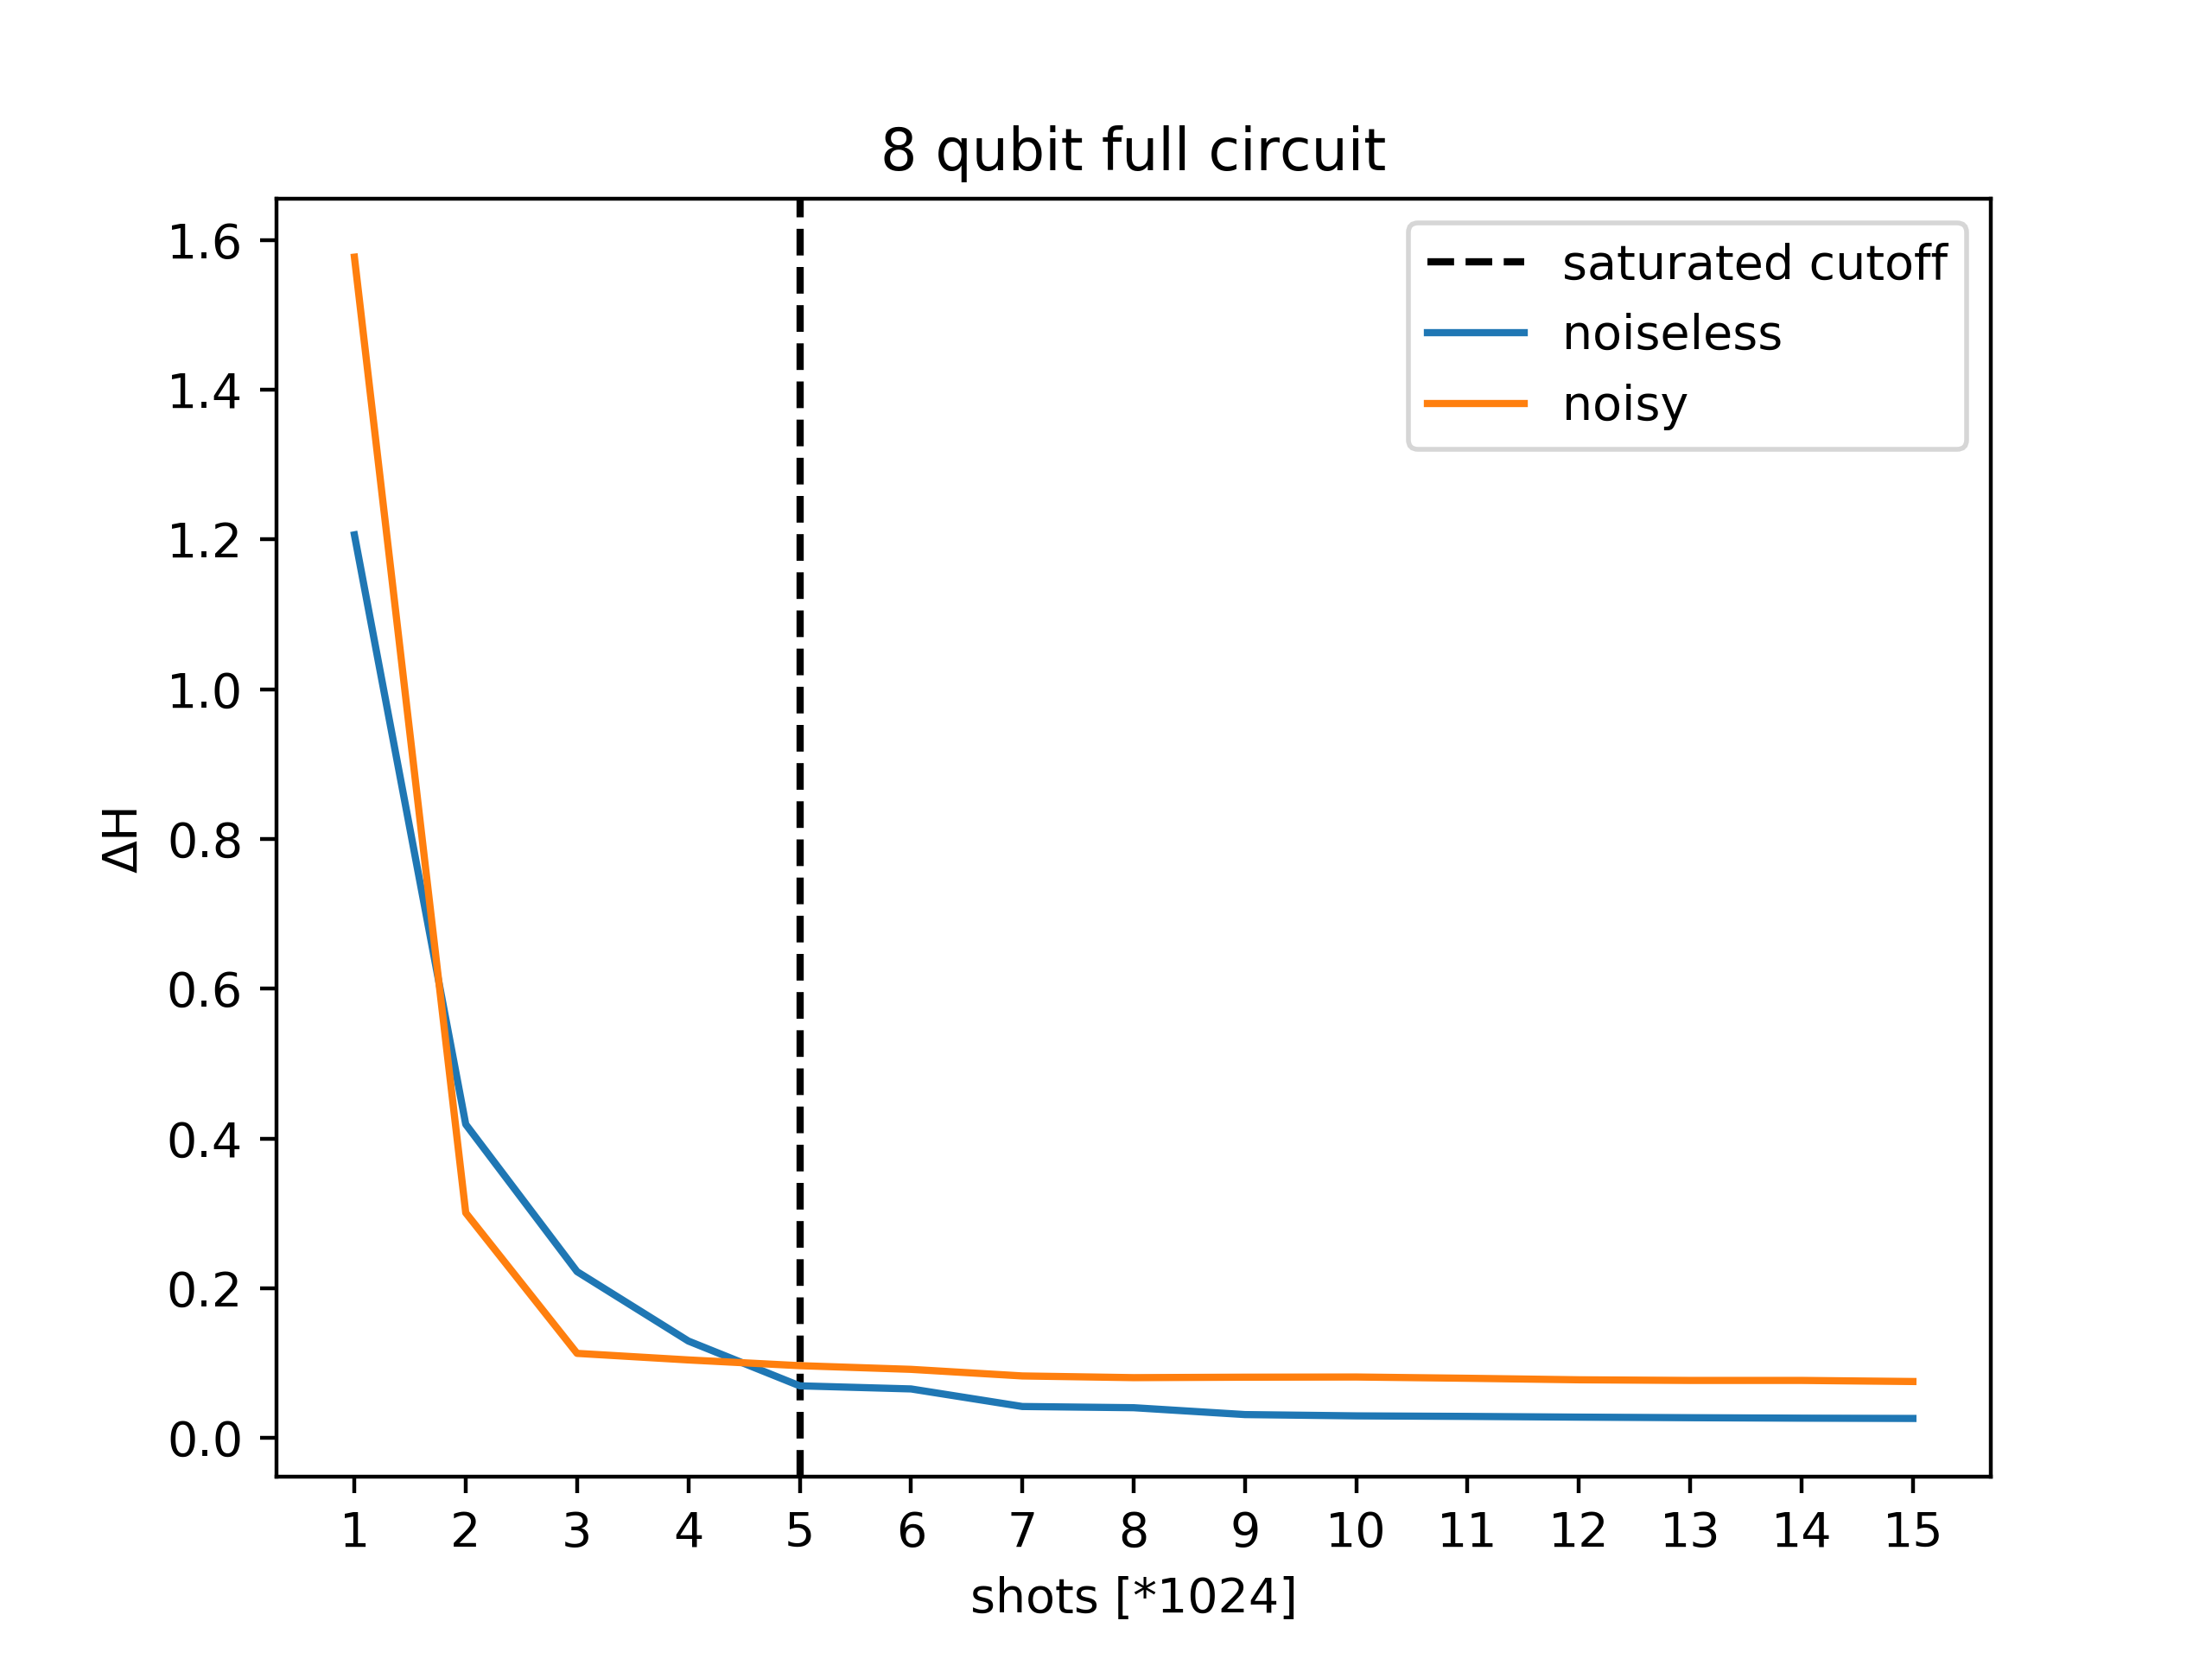 8 qubit full circuit
saturated cutoff
noiseless
noisy
1.6
1.4
1.2
1.0
0.8
0.6
0.4
0.2
0.0
ΔH
1 2 3 4 5 6 7 8 9 10 11 12 13 14 15
shots [*1024]